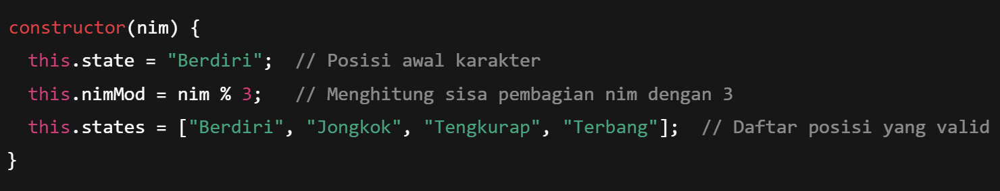 constructor(nim) {
  this.state = "Berdiri";  // Posisi awal karakter
  this.nimMod = nim % 3;   // Menghitung sisa pembagian nim dengan 3
  this.states = ["Berdiri", "Jongkok", "Tengkurap", "Terbang"];  // Daftar posisi yang valid
}